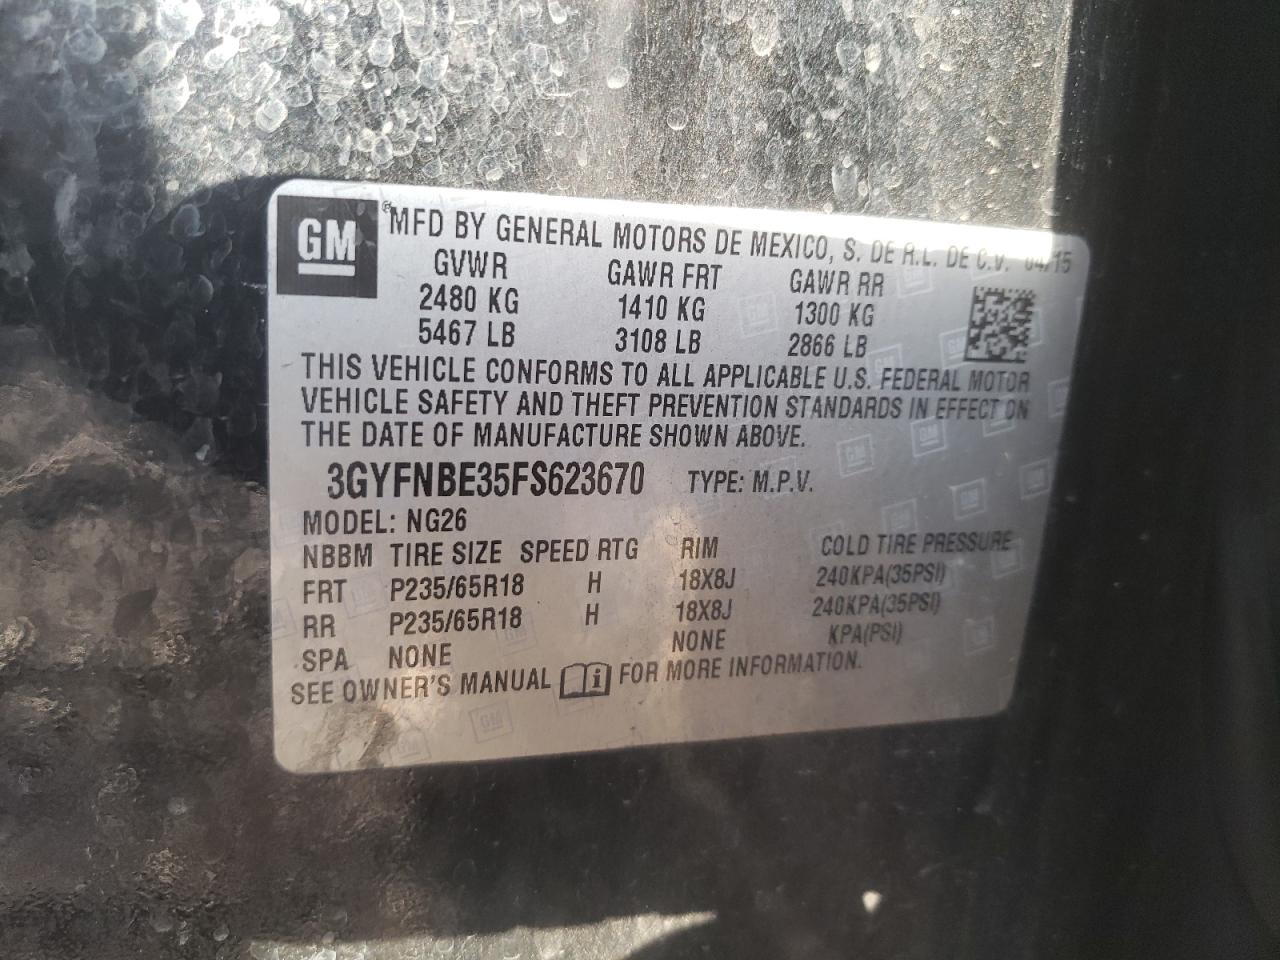 GM ® MFD BY GENERAL MOTORS DE MEXICO, S. DE R.L. DE C.V. 04/15
GVWR GAWR FRT GAWR RR
2480 KG 1410 KG 1300 KG
5467 LB 3108 LB 2866 LB
THIS VEHICLE CONFORMS TO ALL APPLICABLE U.S. FEDERAL MOTOR
VEHICLE SAFETY AND THEFT PREVENTION STANDARDS IN EFFECT ON
THE DATE OF MANUFACTURE SHOWN ABOVE.
3GYFNBE35FS623670 TYPE: M.P.V.
MODEL: NG26
NBBM TIRE SIZE SPEED RTG RIM COLD TIRE PRESSURE
FRT P235/65R18 H 18X8J 240KPA(35PSI)
RR P235/65R18 H 18X8J 240KPA(35PSI)
SPA NONE NONE KPA(PSI)
SEE OWNER'S MANUAL i FOR MORE INFORMATION.